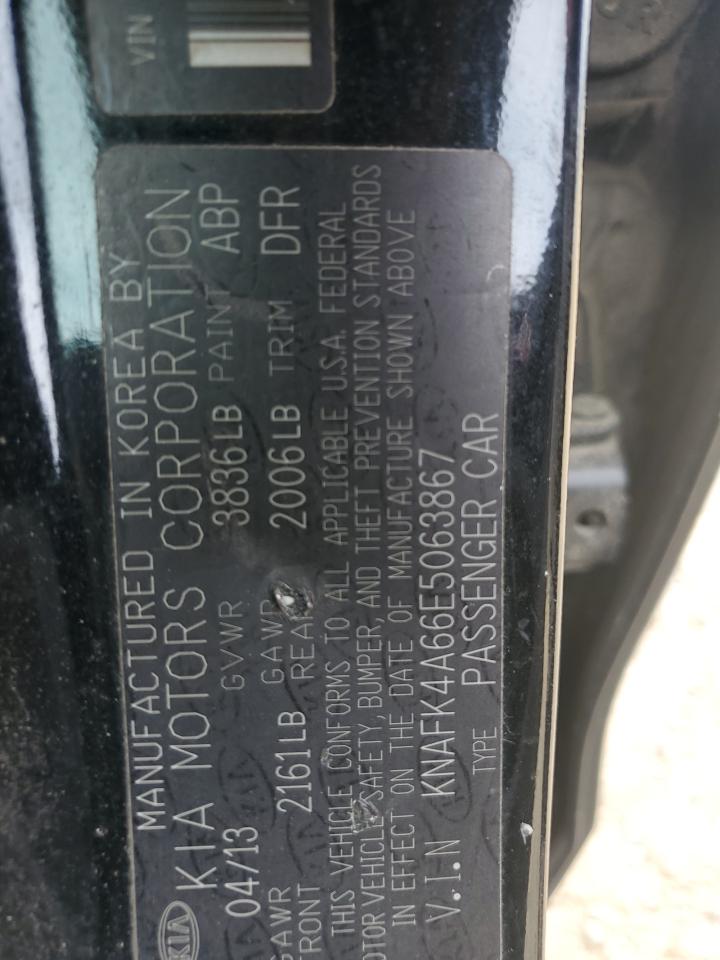 VIN
MANUFACTURED IN KOREA BY
KIA KIA MOTORS CORPORATION
04/13 GVWR 3836LB PAINT ABP
GAWR
FRONT 2161LB GAWR
REAR 2006LB TRIM DFR
THIS VEHICLE CONFORMS TO ALL APPLICABLE U.S.A. FEDERAL
MOTOR VEHICLE SAFETY, BUMPER, AND THEFT PREVENTION STANDARDS
IN EFFECT ON THE DATE OF MANUFACTURE SHOWN ABOVE
V.I.N KNAFK4A66E5063867
TYPE PASSENGER CAR